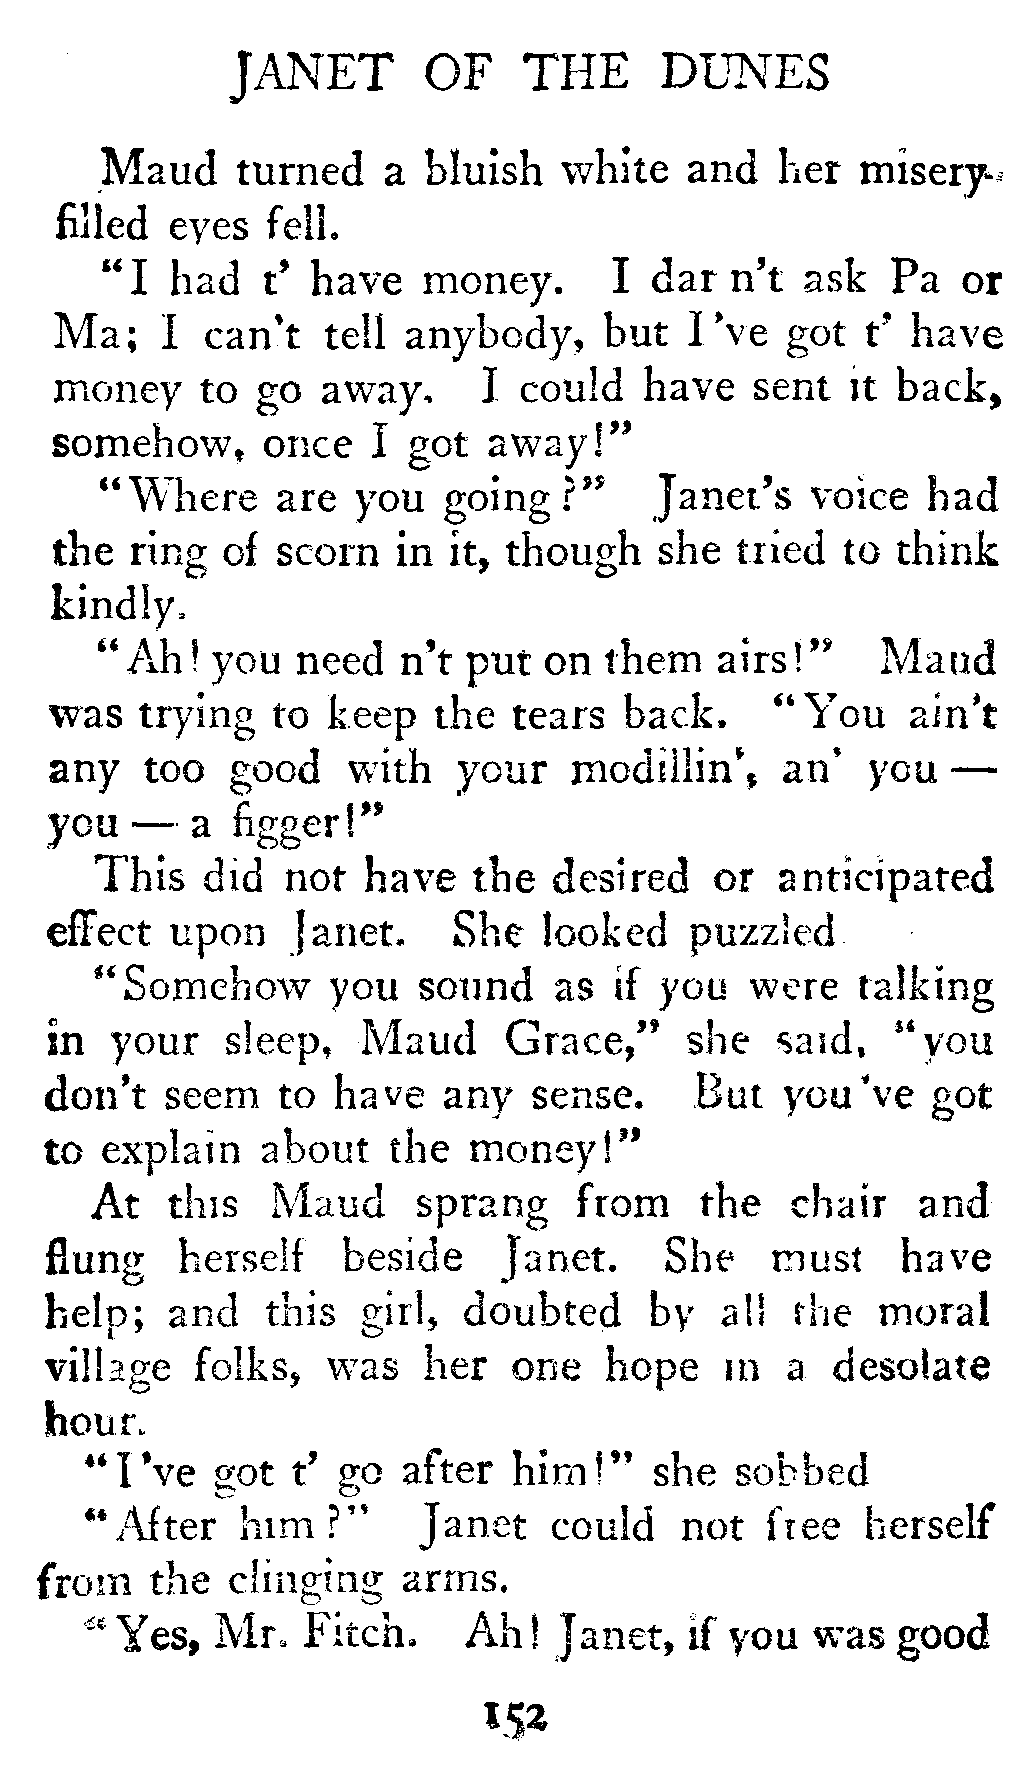 JANET OF THE DUNES
Maud turned a bluish white and her misery-
filled eyes fell.
"I had t' have money. I dar n't ask Pa or
Ma; I can't tell anybody, but I 've got t' have
money to go away. I could have sent it back,
somehow, once I got away!"
"Where are you going?" Janet's voice had
the ring of scorn in it, though she tried to think
kindly.
"Ah! you need n't put on them airs!" Maud
was trying to keep the tears back. "You ain't
any too good with your modillin', an' you —
you — a figger!"
This did not have the desired or anticipated
effect upon Janet. She looked puzzled
"Somehow you sound as if you were talking
in your sleep, Maud Grace," she said, "you
don't seem to have any sense. But you 've got
to explain about the money!"
At this Maud sprang from the chair and
flung herself beside Janet. She must have
help; and this girl, doubted by all the moral
village folks, was her one hope in a desolate
hour.
"I 've got t' go after him!" she sobbed
"After him?" Janet could not free herself
from the clinging arms.
"Yes, Mr. Fitch. Ah! Janet, if you was good
152